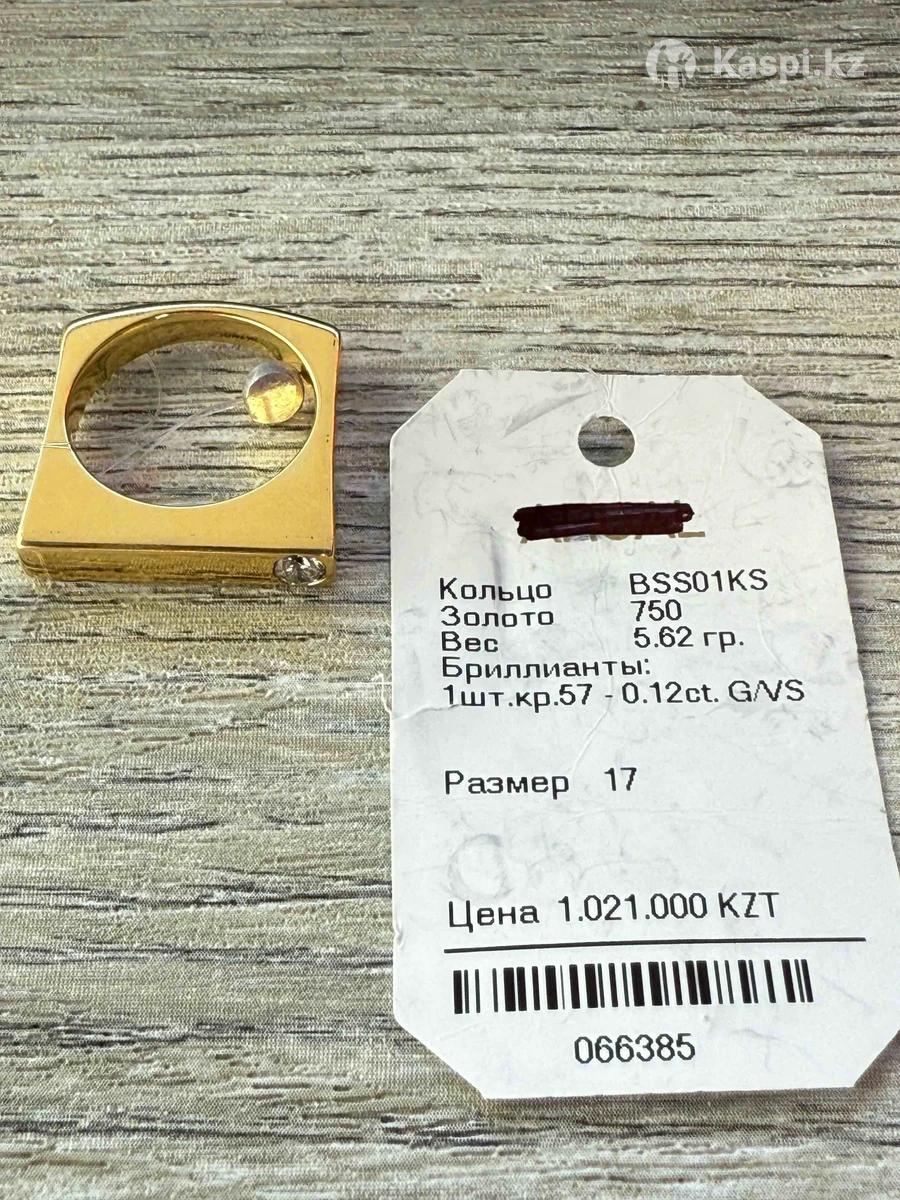 Kaspi.kz
Кольцо BSS01KS
Золото 750
Вес 5.62 гр.
Бриллианты:
1шт.кр.57 - 0.12ct. G/VS
Размер 17
Цена 1.021.000 KZT
066385